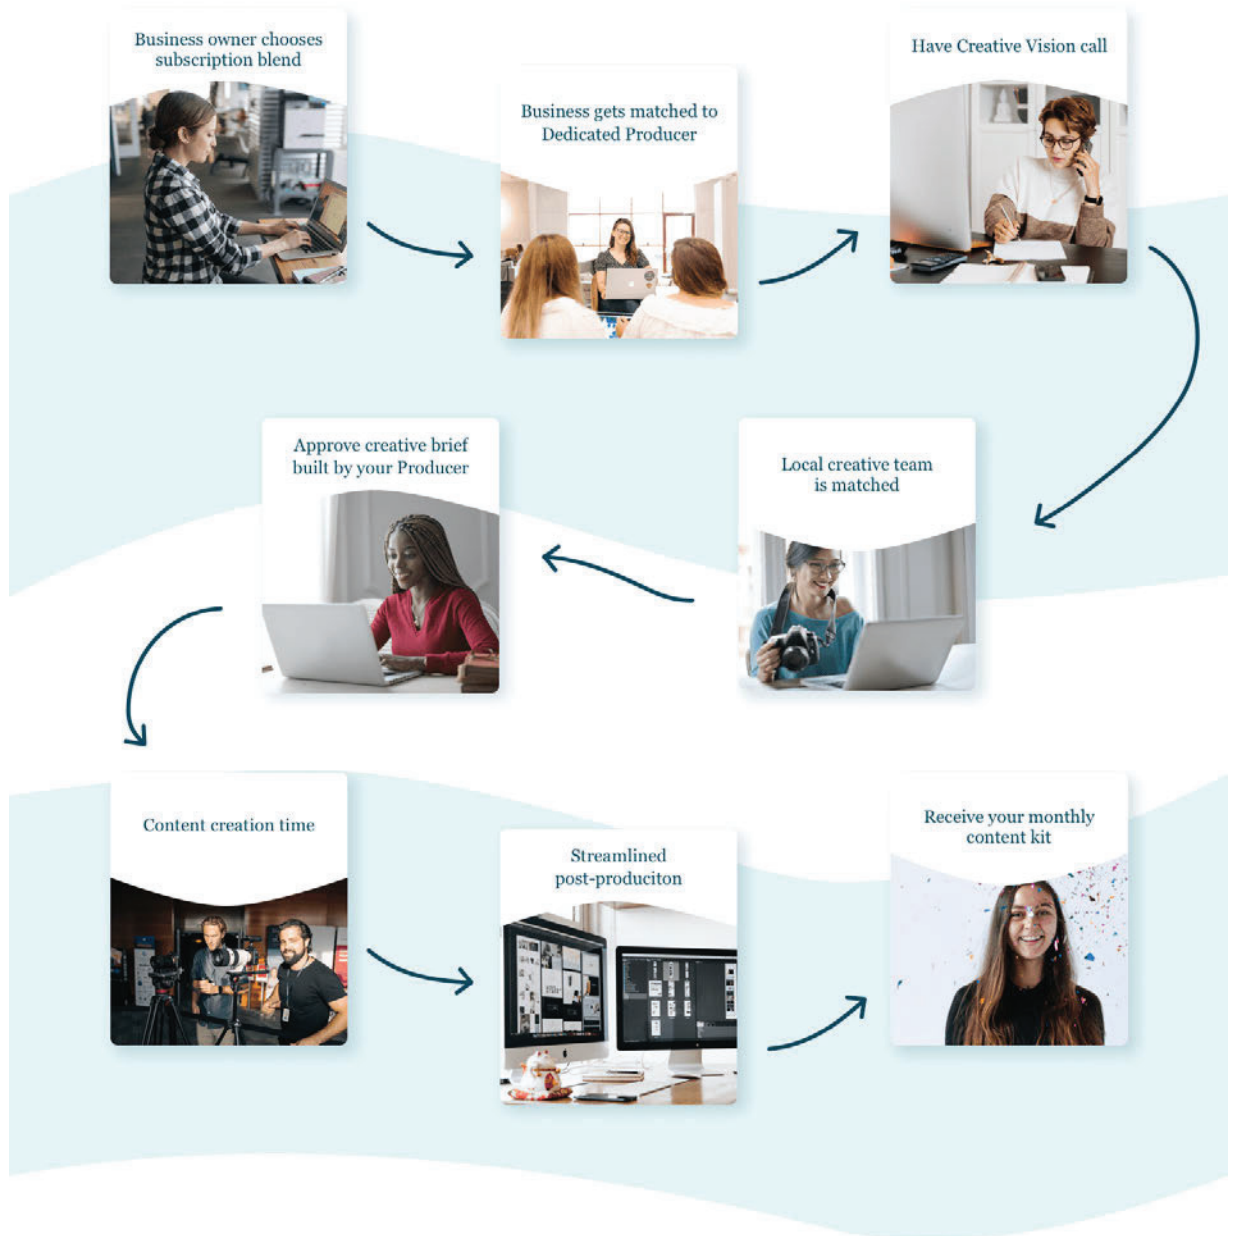 Business owner chooses
subscription blend
Business gets matched to
Dedicated Producer
Have Creative Vision call
Local creative team
is matched
Approve creative brief
built by your Producer
Content creation time
Streamlined
post-produciton
Receive your monthly
content kit